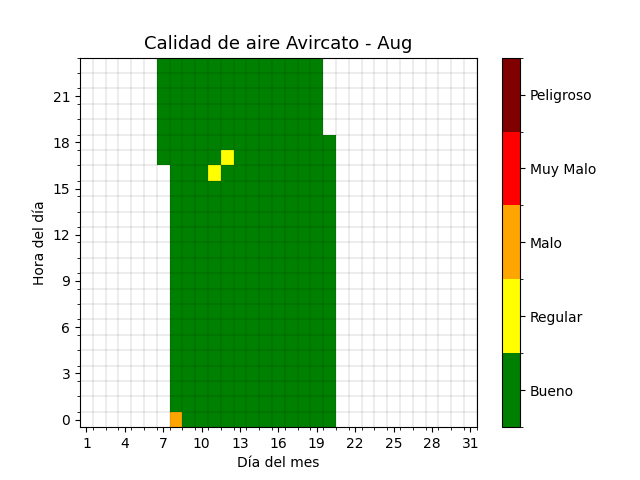 Calidad de aire Avircato - Aug
Hora del día
21
18
15
12
9
6
3
0
1 4 7 10 13 16 19 22 25 28 31
Día del mes
Peligroso
Muy Malo
Malo
Regular
Bueno